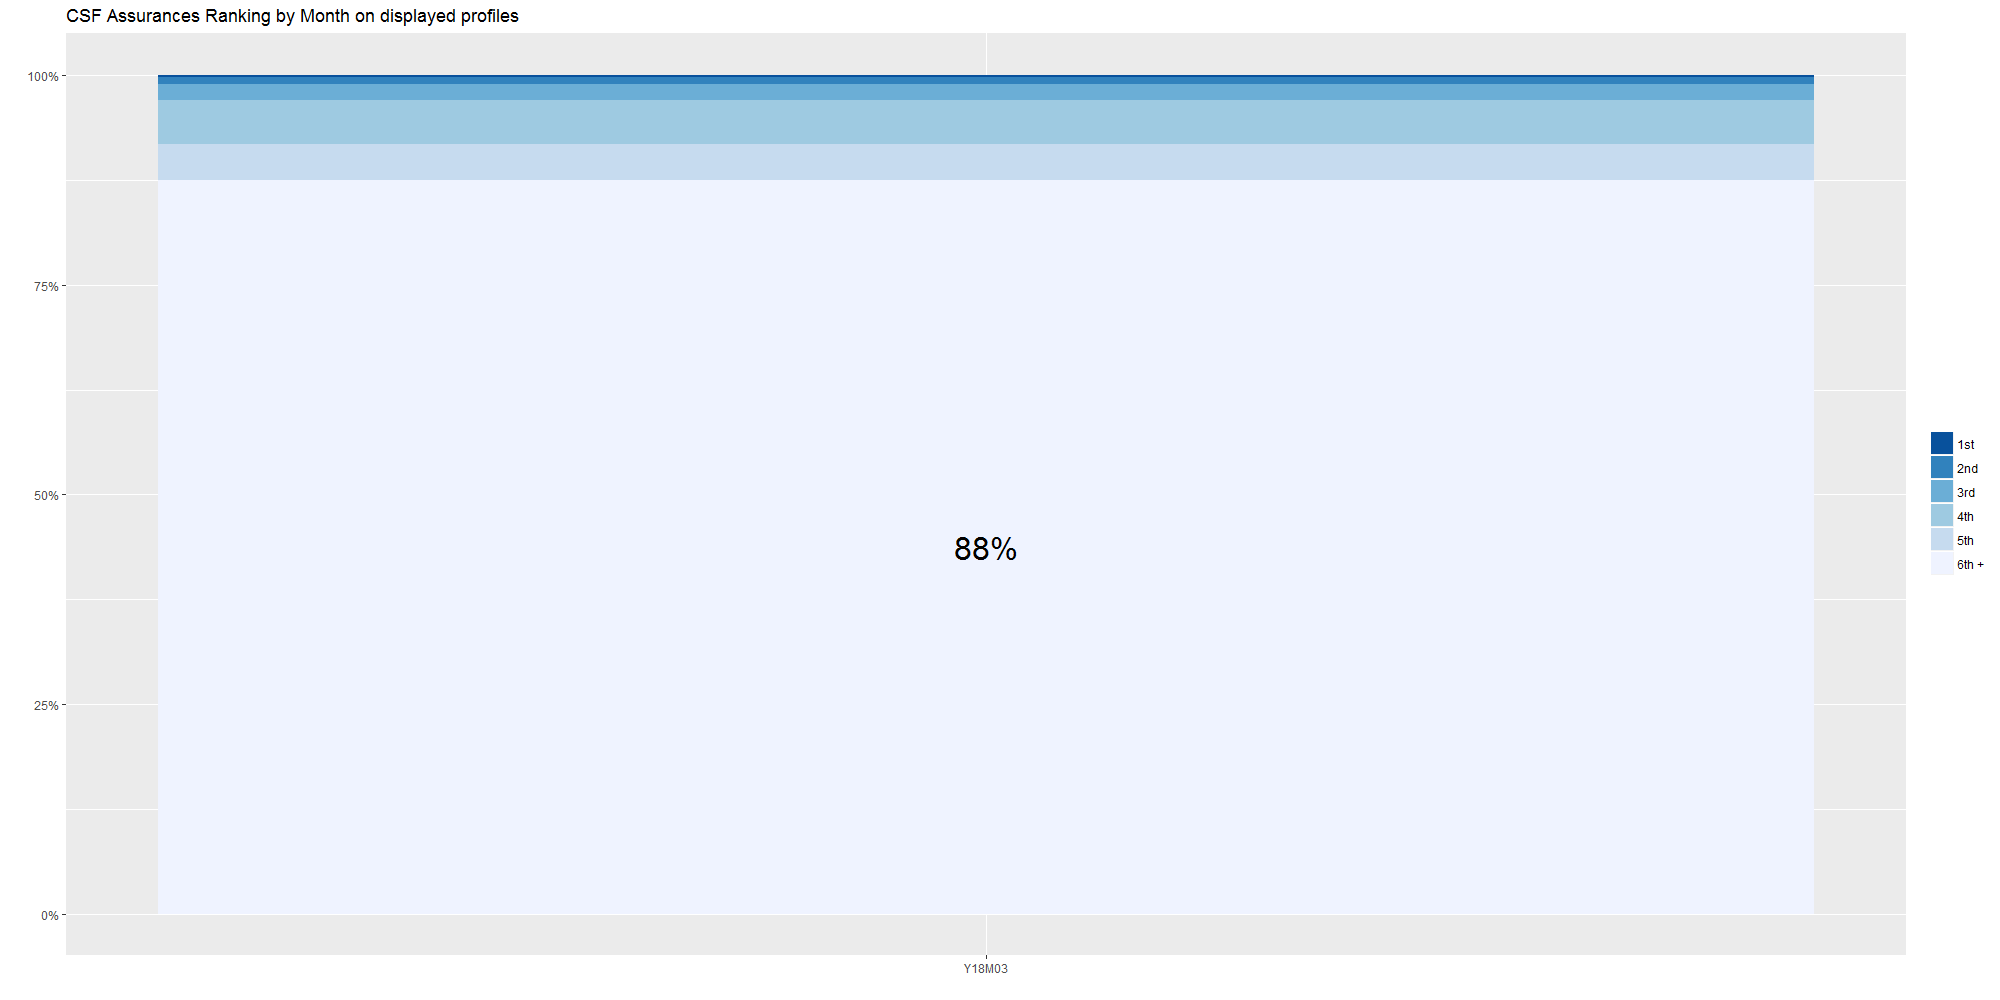 CSF Assurances Ranking by Month on displayed profiles
100%
75%
50%
25%
0%
88%
Y18M03
1st
2nd
3rd
4th
5th
6th +